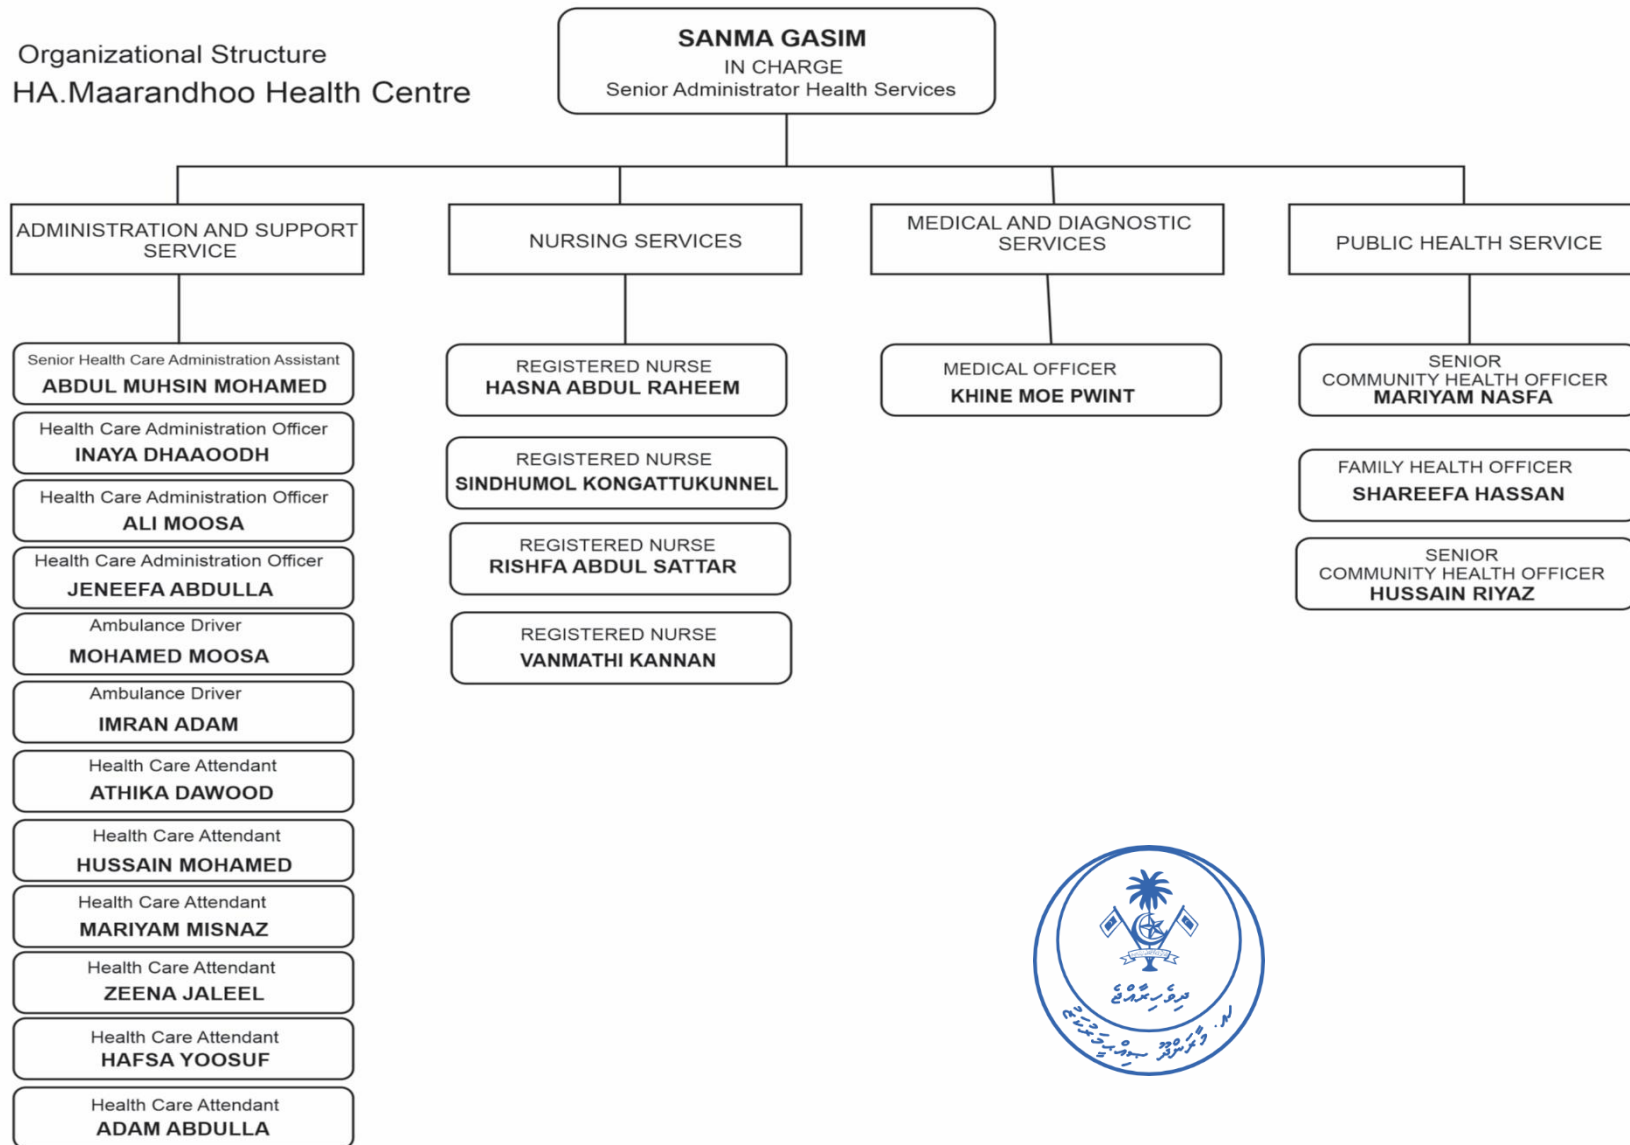 Organizational Structure
HA.Maarandhoo Health Centre
SANMA GASIM
IN CHARGE
Senior Administrator Health Services
ADMINISTRATION AND SUPPORT
SERVICE
Senior Health Care Administration Assistant
ABDUL MUHSIN MOHAMED
Health Care Administration Officer
INAYA DHAAOODH
Health Care Administration Officer
ALI MOOSA
Health Care Administration Officer
JENEEFA ABDULLA
Ambulance Driver
MOHAMED MOOSA
Ambulance Driver
IMRAN ADAM
Health Care Attendant
ATHIKA DAWOOD
Health Care Attendant
HUSSAIN MOHAMED
Health Care Attendant
MARIYAM MISNAZ
Health Care Attendant
ZEENA JALEEL
Health Care Attendant
HAFSA YOOSUF
Health Care Attendant
ADAM ABDULLA
NURSING SERVICES
REGISTERED NURSE
HASNA ABDUL RAHEEM
REGISTERED NURSE
SINDHUMOL KONGATTUKUNNEL
REGISTERED NURSE
RISHFA ABDUL SATTAR
REGISTERED NURSE
VANMATHI KANNAN
MEDICAL AND DIAGNOSTIC
SERVICES
MEDICAL OFFICER
KHINE MOE PWINT
PUBLIC HEALTH SERVICE
SENIOR
COMMUNITY HEALTH OFFICER
MARIYAM NASFA
FAMILY HEALTH OFFICER
SHAREEFA HASSAN
SENIOR
COMMUNITY HEALTH OFFICER
HUSSAIN RIYAZ
ދިވެހިރާއްޖެ
ހއ. މާރަންދޫ ޞިއްޙީމަރުކަޒު